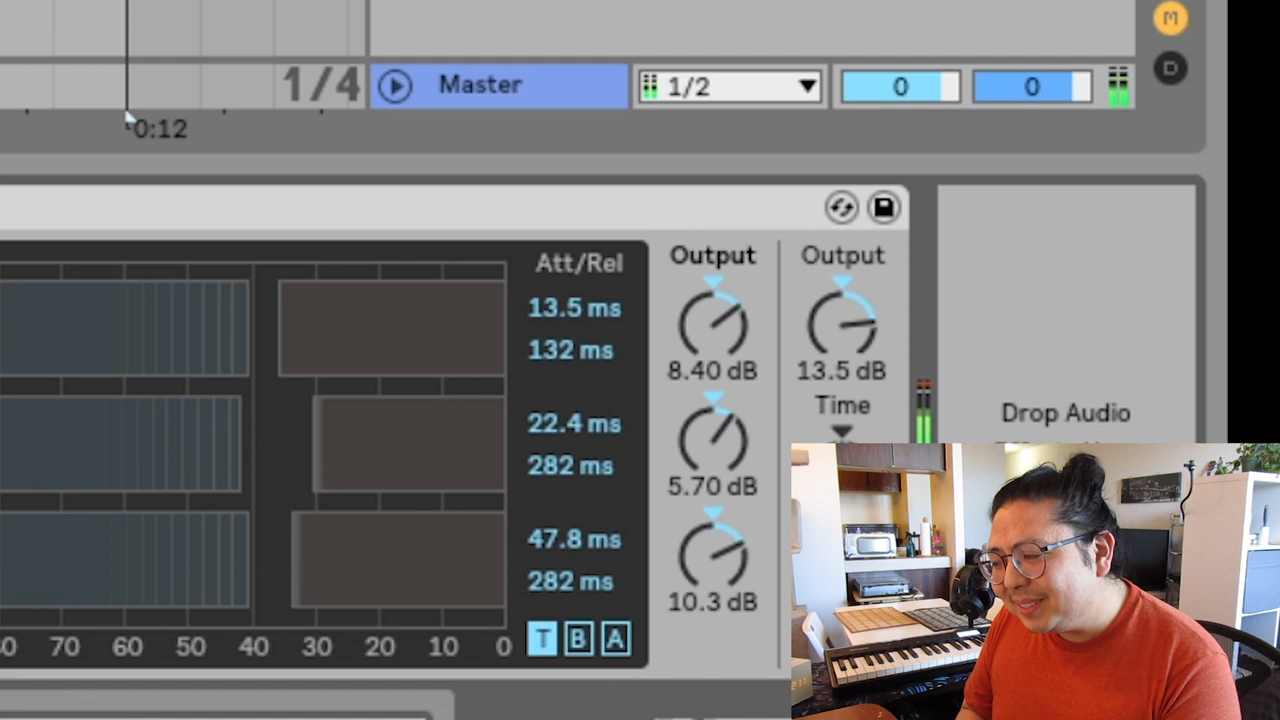 M
1/4
Master
1/2
0
0
D
0:12
Output
Output
Att/Rel
13.5 ms
132 ms
8.40 dB
13.5 dB
Time
22.4 ms
282 ms
5.70 dB
Drop Audio
47.8 ms
282 ms
10.3 dB
T B A
70 60 50 40 30 20 10 0